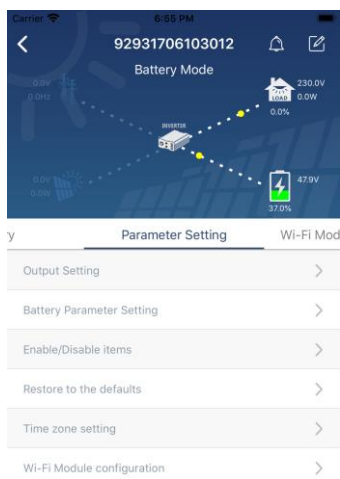 Carrier 6:55 PM
92931706103012
Battery Mode
0.0V
0.0Hz
230.0V
LOAD 0.0W
0.0%
INVERTER
0.0V
0.0W
47.9V
37.0%
y Parameter Setting Wi-Fi Mod
Output Setting
Battery Parameter Setting
Enable/Disable items
Restore to the defaults
Time zone setting
Wi-Fi Module configuration